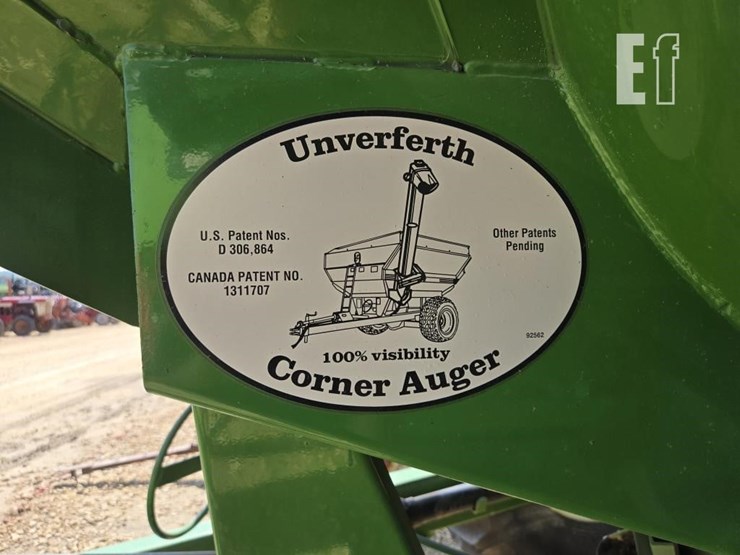 Ef
Unverferth
U.S. Patent Nos.
D 306,864
CANADA PATENT NO.
1311707
Other Patents
Pending
92562
100% visibility
Corner Auger